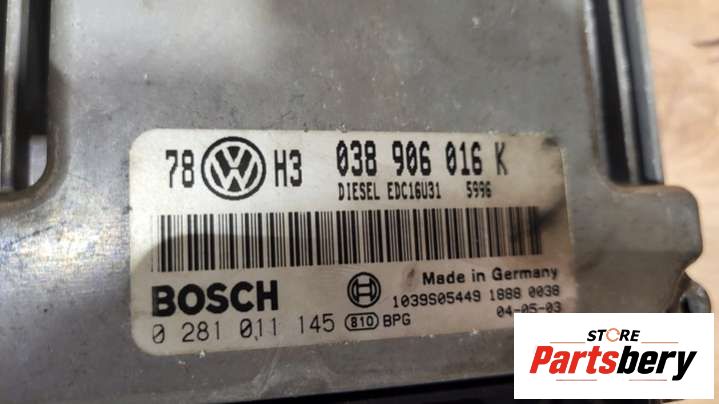 78 VW H3 038 906 016 K
DIESEL EDC16U31 5996
BOSCH
Made in Germany
1039S05449 1888 0038
0 281 011 145 810 BPG 04-05-03
STORE
Partsbery